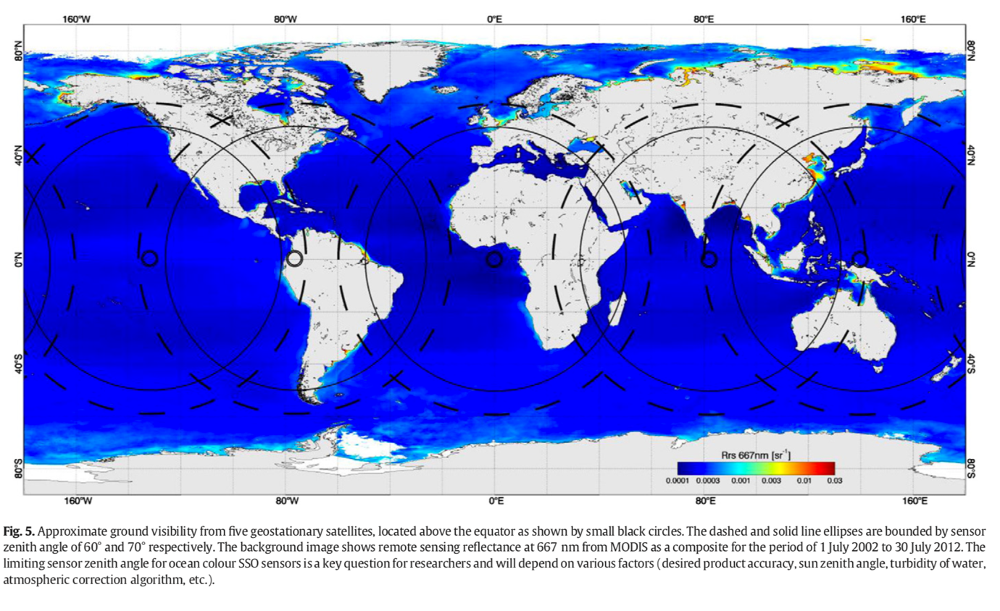 160°W 80°W 0°E 80°E 160°E
80°N 80°N
40°N 40°N
0°N 0°N
40°S 40°S
80°S 80°S
Rrs 667nm [sr⁻¹]
0.0001 0.0003 0.001 0.003 0.01 0.03
160°W 80°W 0°E 80°E 160°E
Fig. 5. Approximate ground visibility from five geostationary satellites, located above the equator as shown by small black circles. The dashed and solid line ellipses are bounded by sensor
zenith angle of 60° and 70° respectively. The background image shows remote sensing reflectance at 667 nm from MODIS as a composite for the period of 1 July 2002 to 30 July 2012. The
limiting sensor zenith angle for ocean colour SSO sensors is a key question for researchers and will depend on various factors (desired product accuracy, sun zenith angle, turbidity of water,
atmospheric correction algorithm, etc.).